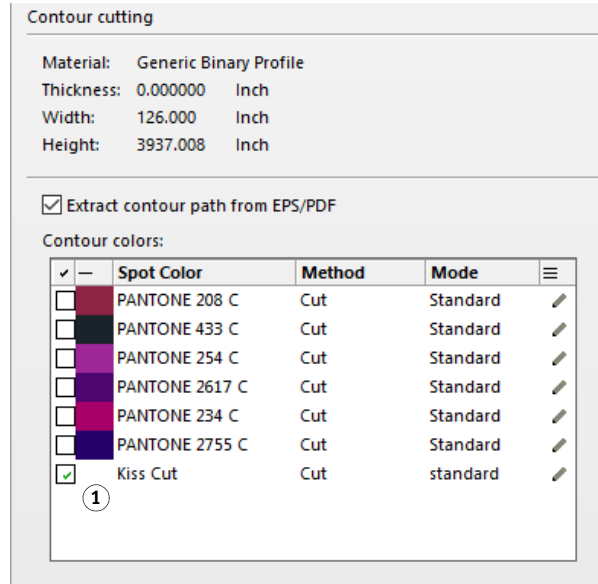 Contour cutting
Material: Generic Binary Profile
Thickness: 0.000000 Inch
Width: 126.000 Inch
Height: 3937.008 Inch
Extract contour path from EPS/PDF
Contour colors:
Spot Color Method Mode
PANTONE 208 C Cut Standard
PANTONE 433 C Cut Standard
PANTONE 254 C Cut Standard
PANTONE 2617 C Cut Standard
PANTONE 234 C Cut Standard
PANTONE 2755 C Cut Standard
Kiss Cut Cut standard
1